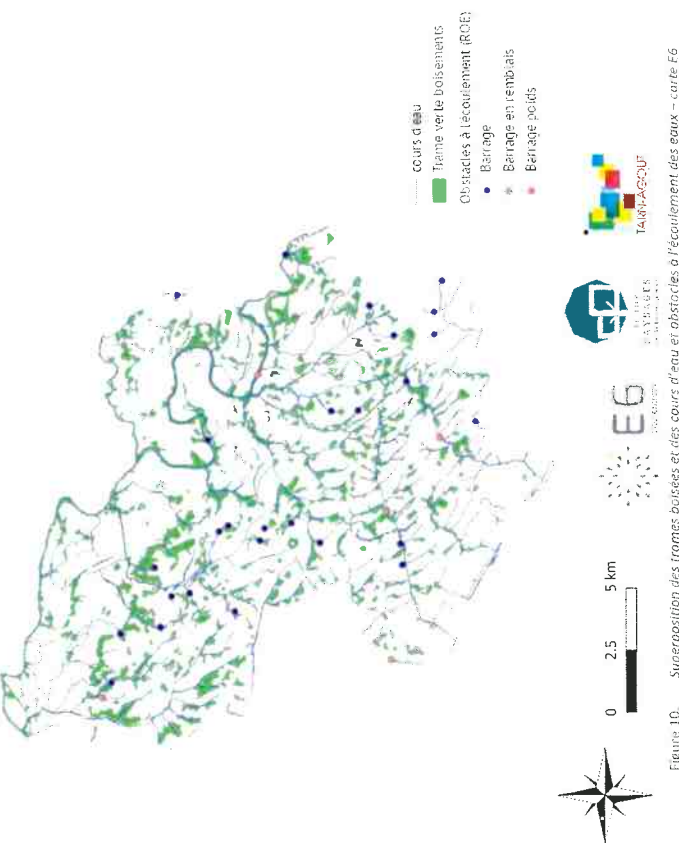 cours d'eau
Trame verte boisements
Obstacles à l'écoulement (ROE)
Barrage
Barrage en remblais
Barrage poids
0 2.5 5 km
E6
PAYSAGES
TARN-AGOUT
Figure 10. Superposition des trames boisées et des cours d'eau et obstacles à l'écoulement des eaux – carte E6